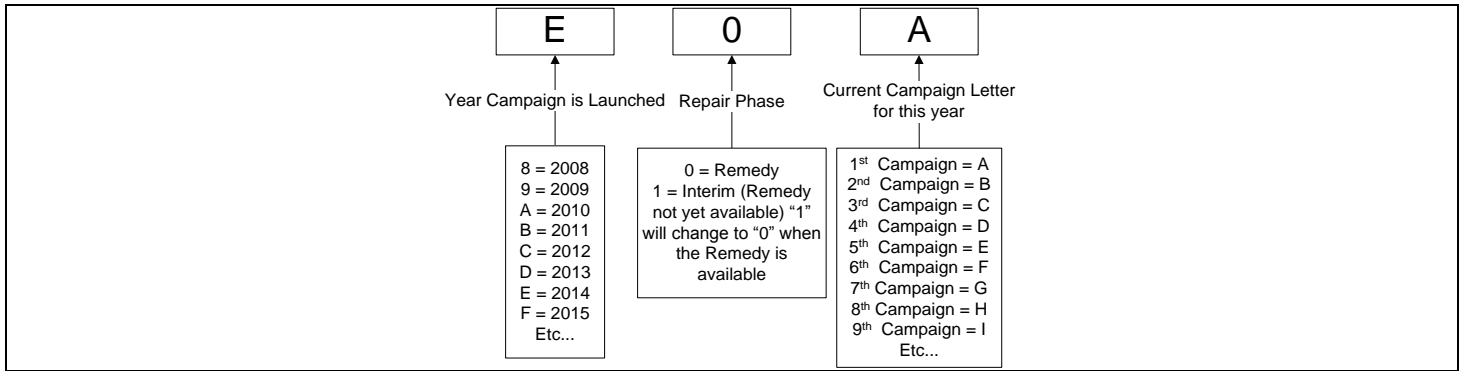 E 0 A
Year Campaign is Launched
Repair Phase
Current Campaign Letter
for this year
8 = 2008
9 = 2009
A = 2010
B = 2011
C = 2012
D = 2013
E = 2014
F = 2015
Etc...
0 = Remedy
1 = Interim (Remedy
not yet available) “1”
will change to “0” when
the Remedy is
available
1st Campaign = A
2nd Campaign = B
3rd Campaign = C
4th Campaign = D
5th Campaign = E
6th Campaign = F
7th Campaign = G
8th Campaign = H
9th Campaign = I
Etc...